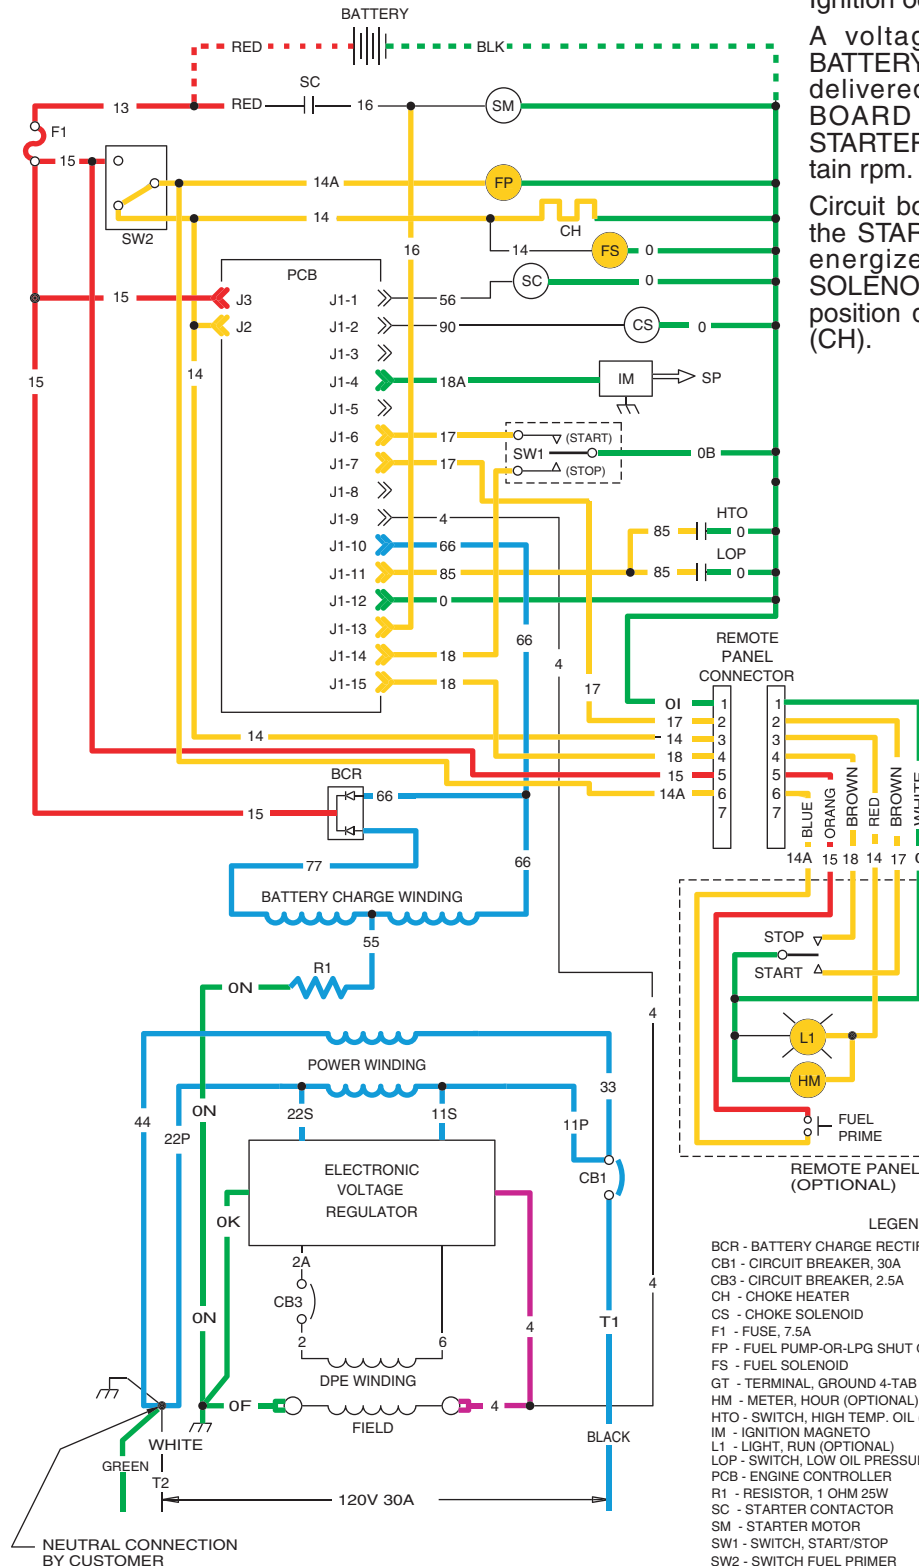 Ignition
A voltag
BATTERY
delivered
BOARD
STARTER
tain rpm.
Circuit bo
the STAR
energize
SOLENO
position
(CH).
BATTERY
RED
BLK
SC
13
RED
16
SM
F1
15
14A
FP
SW2
14
CH
16
14
FS
0
PCB
SC
0
15
J3
J1-1
56
J2
J1-2
90
CS
0
J1-3
14
15
J1-4
18A
IM
SP
J1-5
J1-6
17
(START)
SW1
0B
J1-7
17
(STOP)
J1-8
J1-9
4
HTO
85
0
J1-10
66
LOP
J1-11
85
85
0
J1-12
0
J1-13
66
REMOTE
PANEL
CONNECTOR
J1-14
18
4
J1-15
18
17
OI
1
1
17
2
2
14
14
3
3
18
4
4
15
5
5
14A
6
6
7
7
BCR
66
15
BLUE
ORANG
BROWN
RED
BROWN
WHITE
77
66
14A
15
18
14
17
BATTERY CHARGE WINDING
55
STOP
START
R1
0N
4
L1
POWER WINDING
HM
33
0N
44
22P
22S
11S
11P
FUEL
PRIME
ELECTRONIC
VOLTAGE
REGULATOR
CB1
REMOTE PANEL
(OPTIONAL)
0K
2A
4
CB3
0N
2
6
4
T1
DPE WINDING
0F
4
FIELD
WHITE
BLACK
GREEN
T2
120V 30A
NEUTRAL CONNECTION
BY CUSTOMER
LEGEN
BCR - BATTERY CHARGE RECTIF
CB1 - CIRCUIT BREAKER, 30A
CB3 - CIRCUIT BREAKER, 2.5A
CH - CHOKE HEATER
CS - CHOKE SOLENOID
F1 - FUSE, 7.5A
FP - FUEL PUMP-OR-LPG SHUT
FS - FUEL SOLENOID
GT - TERMINAL, GROUND 4-TAB
HM - METER, HOUR (OPTIONAL)
HTO - SWITCH, HIGH TEMP. OIL
IM - IGNITION MAGNETO
L1 - LIGHT, RUN (OPTIONAL)
LOP - SWITCH, LOW OIL PRESSU
PCB - ENGINE CONTROLLER
R1 - RESISTOR, 1 OHM 25W
SC - STARTER CONTACTOR
SM - STARTER MOTOR
SW1 - SWITCH, START/STOP
SW2 - SWITCH FUEL PRIMER